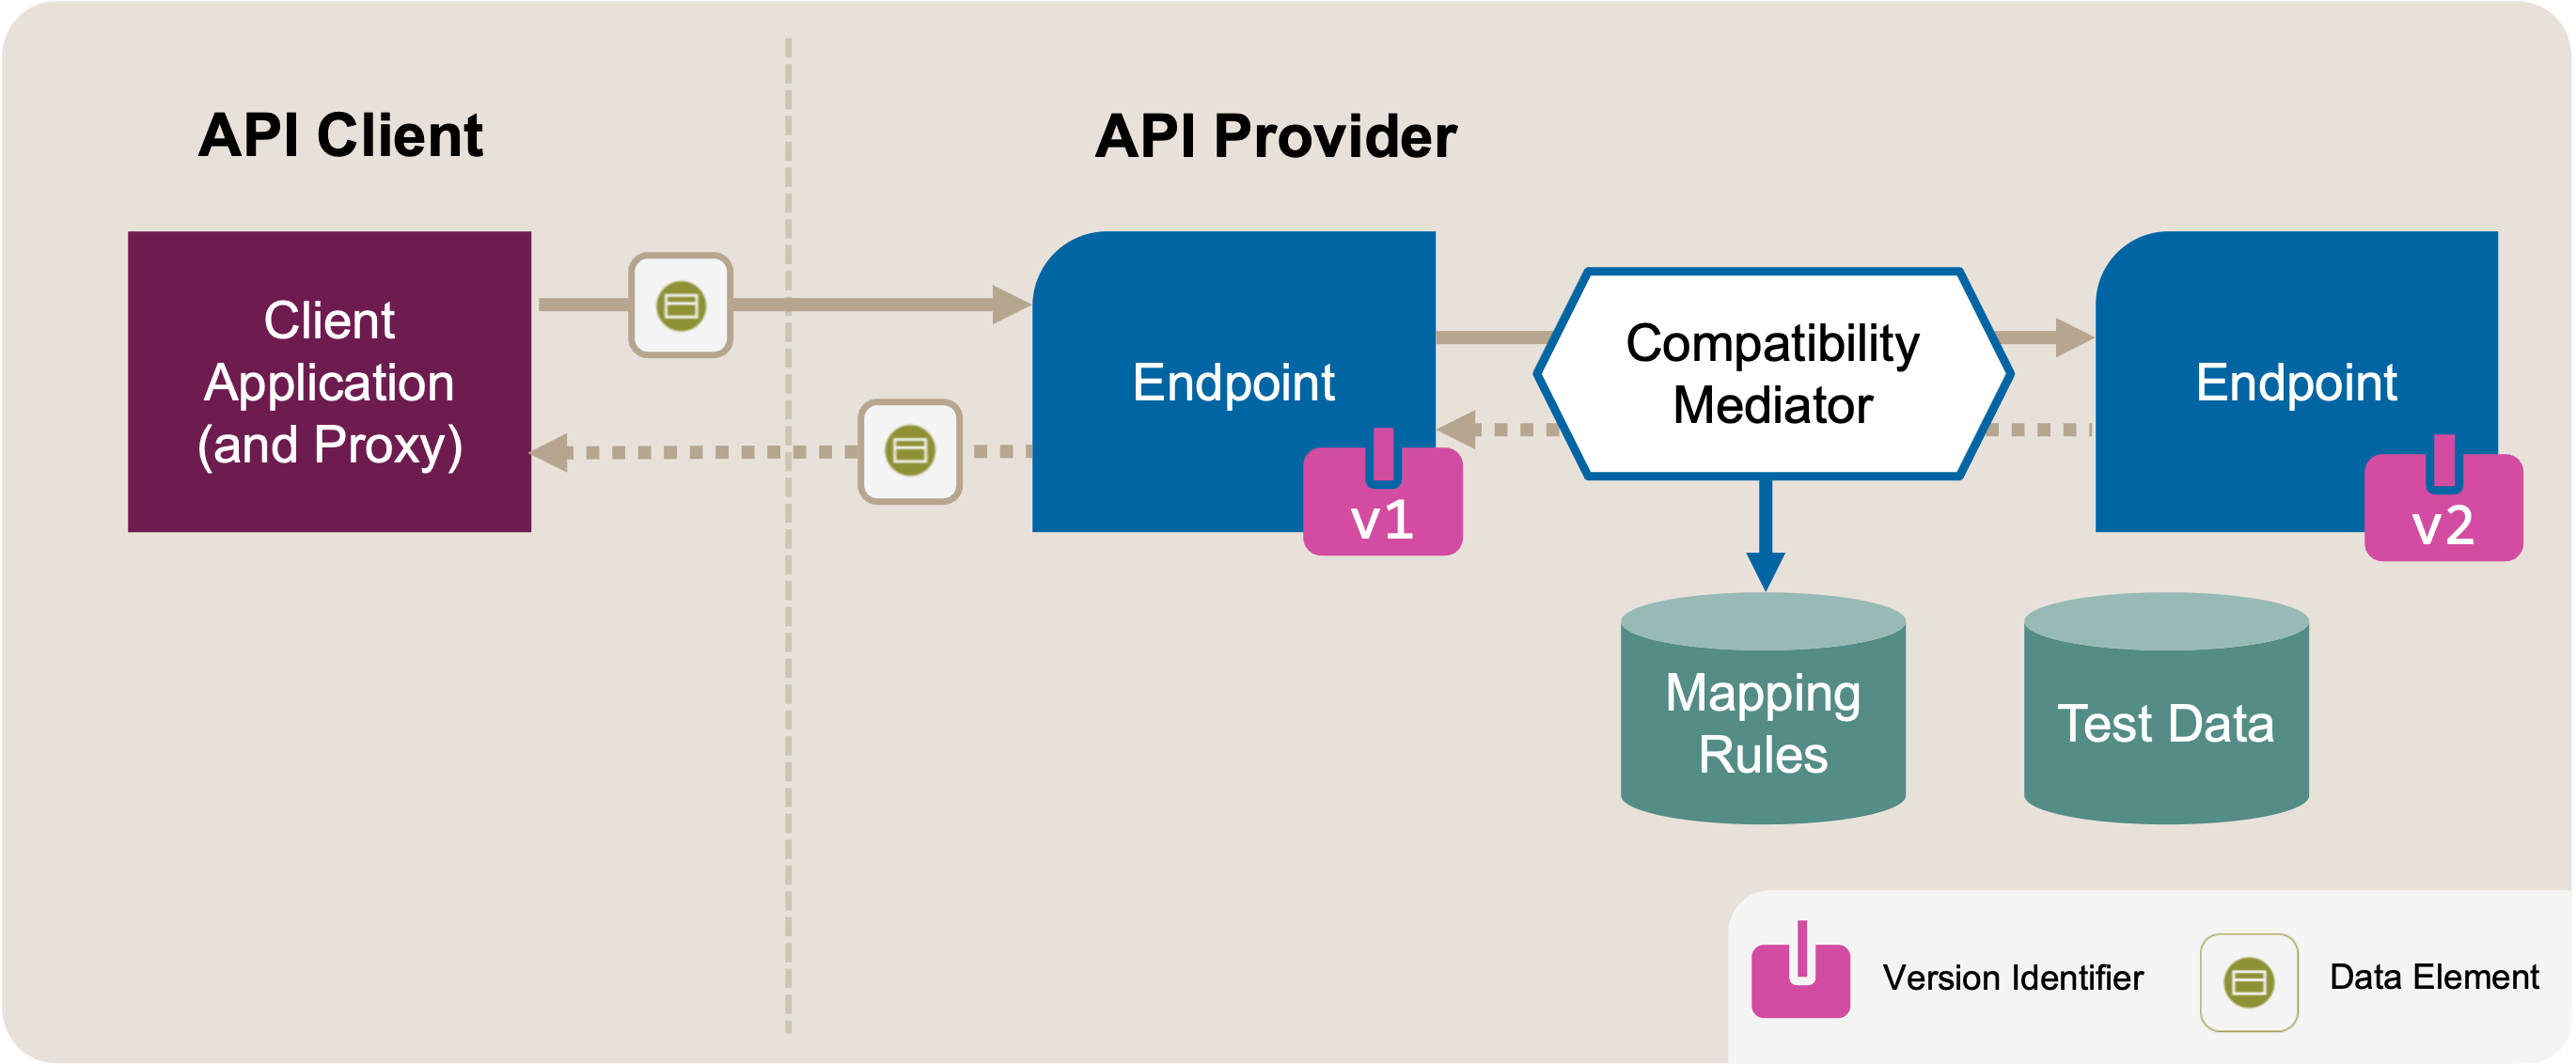 API Client
API Provider
Client
Application
(and Proxy)
Endpoint
v1
Compatibility
Mediator
Endpoint
v2
Mapping
Rules
Test Data
Version Identifier
Data Element